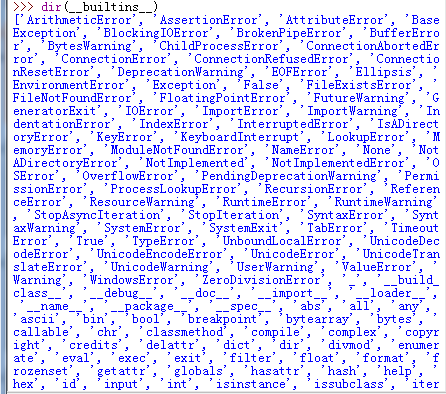 >>> dir(__builtins__)
['ArithmeticError', 'AssertionError', 'AttributeError', 'Base
Exception', 'BlockingIOError', 'BrokenPipeError', 'BufferErro
r', 'BytesWarning', 'ChildProcessError', 'ConnectionAbortedEr
ror', 'ConnectionError', 'ConnectionRefusedError', 'Connectio
nResetError', 'DeprecationWarning', 'EOFError', 'Ellipsis', '
EnvironmentError', 'Exception', 'False', 'FileExistsError', '
FileNotFoundError', 'FloatingPointError', 'FutureWarning', 'G
eneratorExit', 'IOError', 'ImportError', 'ImportWarning', 'In
dentationError', 'IndexError', 'InterruptedError', 'IsADirect
oryError', 'KeyError', 'KeyboardInterrupt', 'LookupError', 'M
emoryError', 'ModuleNotFoundError', 'NameError', 'None', 'Not
ADirectoryError', 'NotImplemented', 'NotImplementedError', 'O
SError', 'OverflowError', 'PendingDeprecationWarning', 'Permi
ssionError', 'ProcessLookupError', 'RecursionError', 'Referen
ceError', 'ResourceWarning', 'RuntimeError', 'RuntimeWarning'
, 'StopAsyncIteration', 'StopIteration', 'SyntaxError', 'Synt
axWarning', 'SystemError', 'SystemExit', 'TabError', 'Timeout
Error', 'True', 'TypeError', 'UnboundLocalError', 'UnicodeDec
odeError', 'UnicodeEncodeError', 'UnicodeError', 'UnicodeTran
slateError', 'UnicodeWarning', 'UserWarning', 'ValueError', '
Warning', 'WindowsError', 'ZeroDivisionError', '_', '__build_
class__', '__debug__', '__doc__', '__import__', '__loader__',
'__name__', '__package__', '__spec__', 'abs', 'all', 'any', '
ascii', 'bin', 'bool', 'breakpoint', 'bytearray', 'bytes', '
callable', 'chr', 'classmethod', 'compile', 'complex', 'copyr
ight', 'credits', 'delattr', 'dict', 'dir', 'divmod', 'enumer
ate', 'eval', 'exec', 'exit', 'filter', 'float', 'format', 'f
rozenset', 'getattr', 'globals', 'hasattr', 'hash', 'help', '
hex', 'id', 'input', 'int', 'isinstance', 'issubclass', 'iter